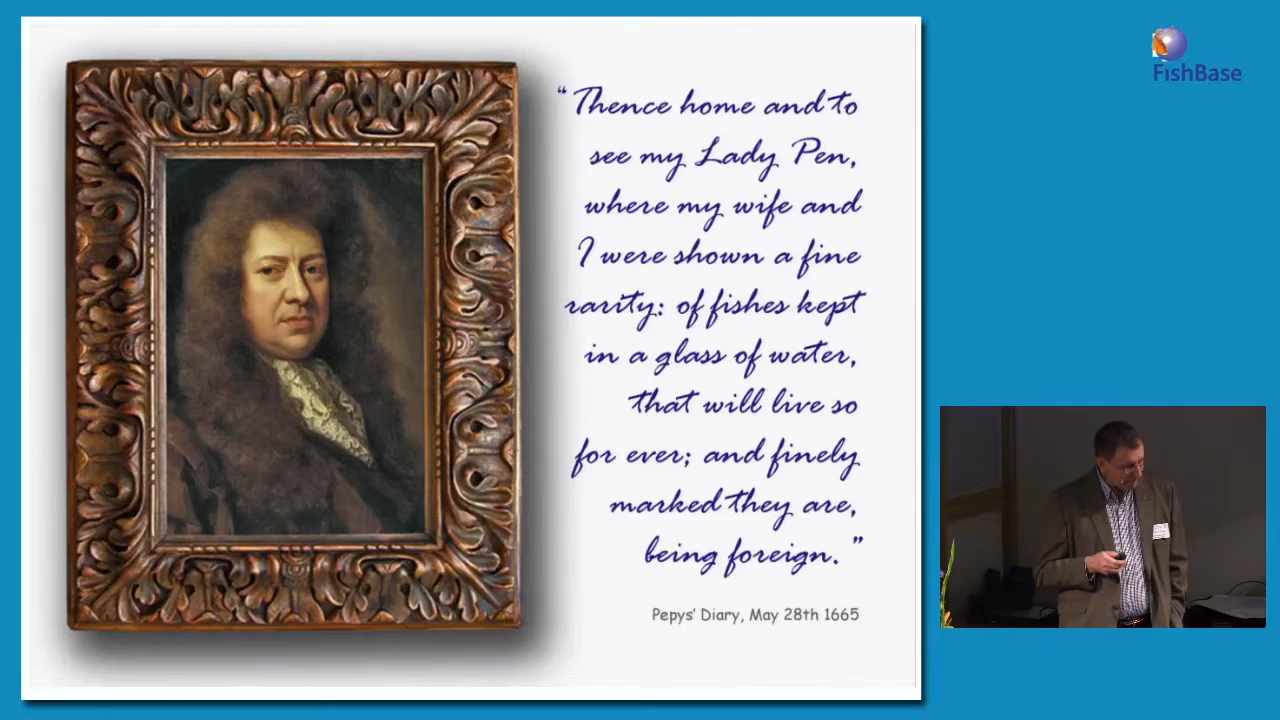 “Thence home and to
see my Lady Pen,
where my wife and
I were shown a fine
rarity: of fishes kept
in a glass of water,
that will live so
for ever; and finely
marked they are,
being foreign.”
Pepys’ Diary, May 28th 1665
FishBase